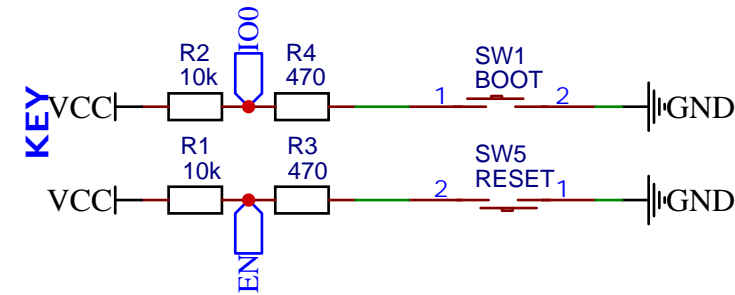 KEY
IO0
R2
10k
R4
470
SW1
BOOT
VCC
1
2
GND
R1
10k
R3
470
SW5
RESET
VCC
2
1
GND
EN